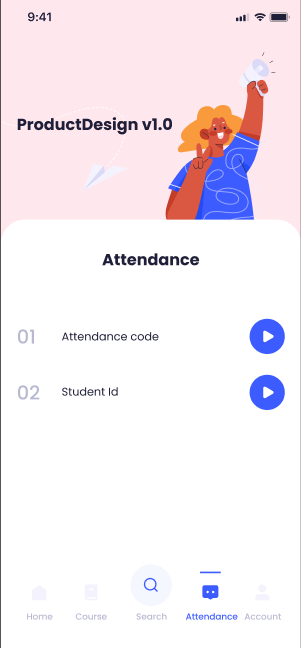 9:41
ProductDesign v1.0
Attendance
01 Attendance code
02 Student Id
Home Course Search Attendance Account